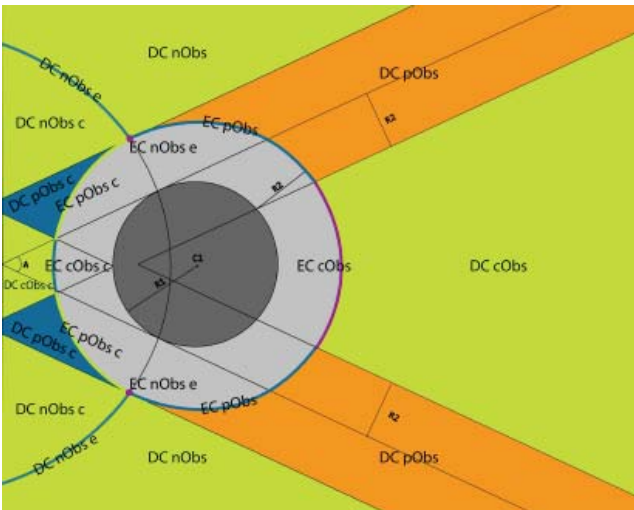 DC nObs
DC nObs e
DC pObs
DC nObs c
EC pObs
R2
EC nObs e
DC pObs c
EC pObs c
R2
A
EC cObs c
C1
EC cObs
DC cObs
DC cObs c
R1
EC pObs c
DC pObs c
EC nObs e
EC pObs
DC nObs c
R2
DC nObs e
DC nObs
DC pObs